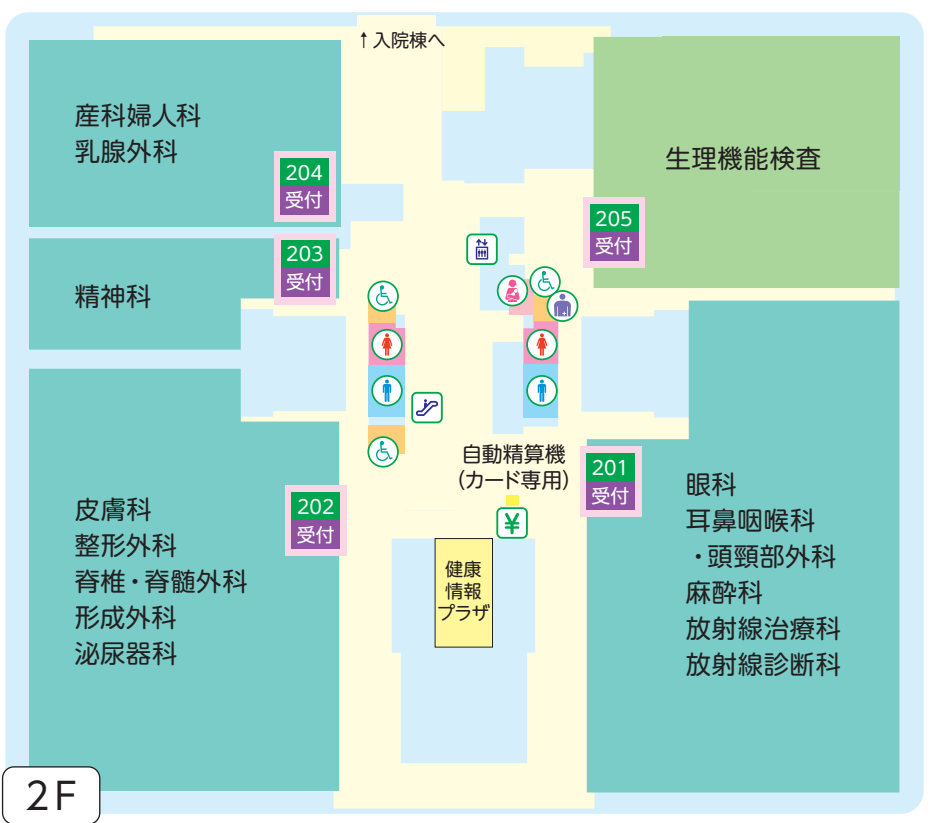 ↑入院棟へ
産科婦人科
乳腺外科
204
受付
生理機能検査
205
受付
203
受付
精神科
自動精算機
(カード専用)
¥
201
受付
202
受付
皮膚科
整形外科
脊椎・脊髄外科
形成外科
泌尿器科
健康
情報
プラザ
眼科
耳鼻咽喉科
・頭頸部外科
麻酔科
放射線治療科
放射線診断科
2F